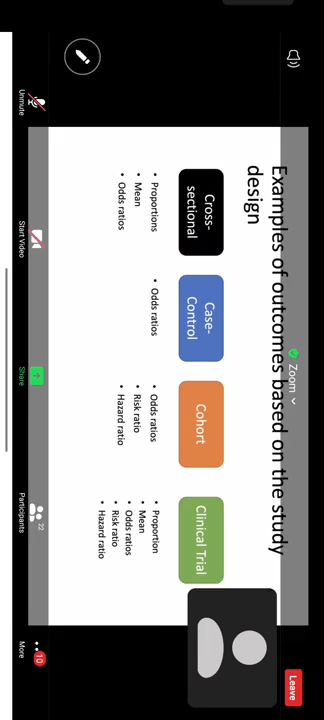 Zoom
Leave
Examples of outcomes based on the study
design
Cross-
sectional
• Proportions
• Mean
• Odds ratios
Case-
Control
• Odds ratios
Cohort
• Odds ratios
• Risk ratio
• Hazard ratio
Clinical Trial
• Proportion
• Mean
• Odds ratios
• Risk ratio
• Hazard ratio
Unmute
Start Video
Share
22
Participants
10
More